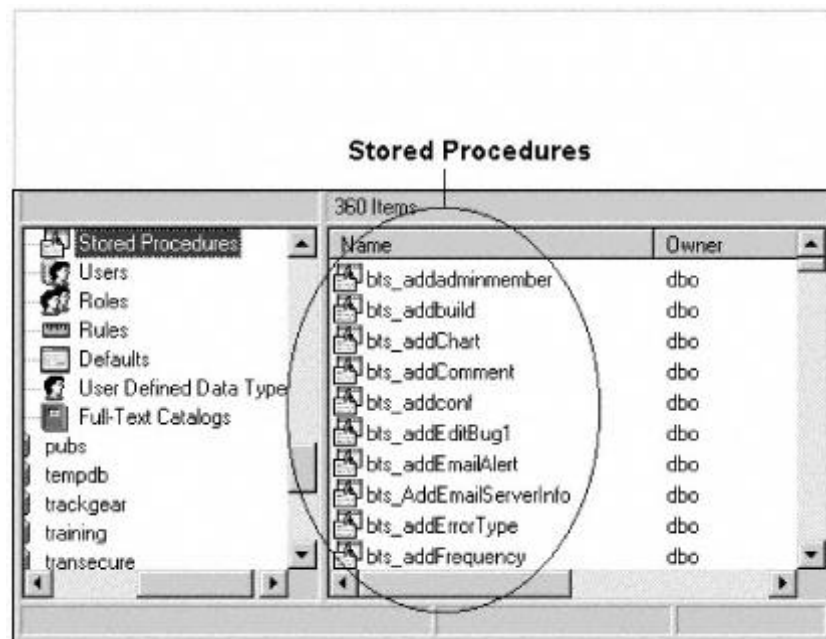 Stored Procedures
360 Items
Stored Procedures
Users
Roles
Rules
Defaults
User Defined Data Type
Full-Text Catalogs
pubs
tempdb
trackgear
training
transecure
Name Owner
bts_addadminmember dbo
bts_addbuild dbo
bts_addChart dbo
bts_addComment dbo
bts_addconf dbo
bts_addEditBug1 dbo
bts_addEmailAlert dbo
bts_AddEmailServerInfo dbo
bts_addErrorType dbo
bts_addFrequency dbo